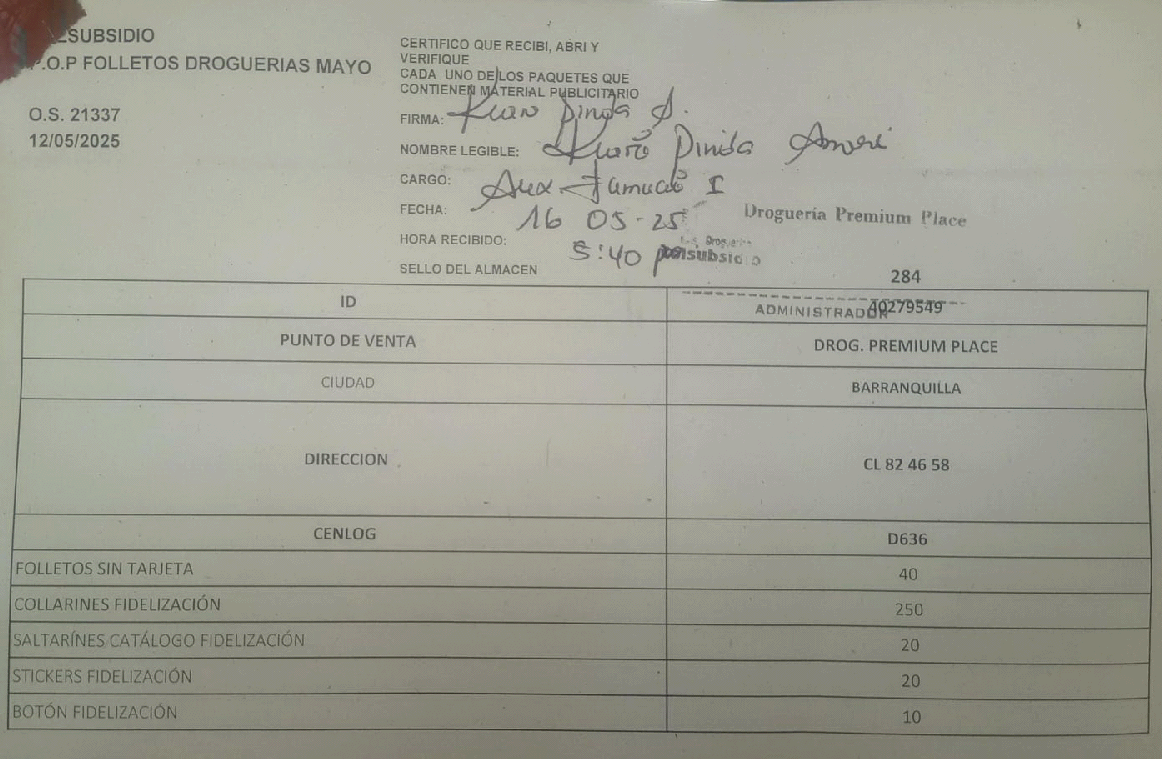 SUBSIDIO
P.O.P FOLLETOS DROGUERIAS MAYO
O.S. 21337
12/05/2025
CERTIFICO QUE RECIBI, ABRI Y
VERIFIQUE
CADA UNO DE LOS PAQUETES QUE
CONTIENEN MATERIAL PUBLICITARIO
FIRMA:
NOMBRE LEGIBLE:
CARGO: Aux
FECHA: 16 05-25
HORA RECIBIDO: 5:40 pm
SELLO DEL ALMACEN
Droguería Premium Place
284
ID 40279549
ADMINISTRADOR
PUNTO DE VENTA DROG. PREMIUM PLACE
CIUDAD BARRANQUILLA
DIRECCION CL 82 46 58
CENLOG D636
FOLLETOS SIN TARJETA 40
COLLARINES FIDELIZACIÓN 250
SALTARÍNES CATÁLOGO FIDELIZACIÓN 20
STICKERS FIDELIZACIÓN 20
BOTÓN FIDELIZACIÓN 10